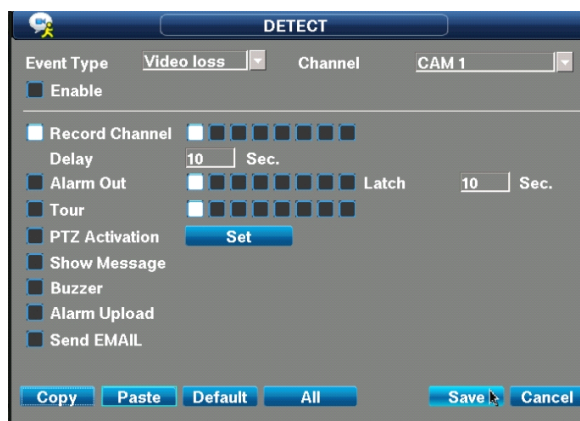 DETECT
Event Type Video loss Channel CAM 1
Enable
Record Channel
Delay 10 Sec.
Alarm Out Latch 10 Sec.
Tour
PTZ Activation Set
Show Message
Buzzer
Alarm Upload
Send EMAIL
Copy Paste Default All Save Cancel